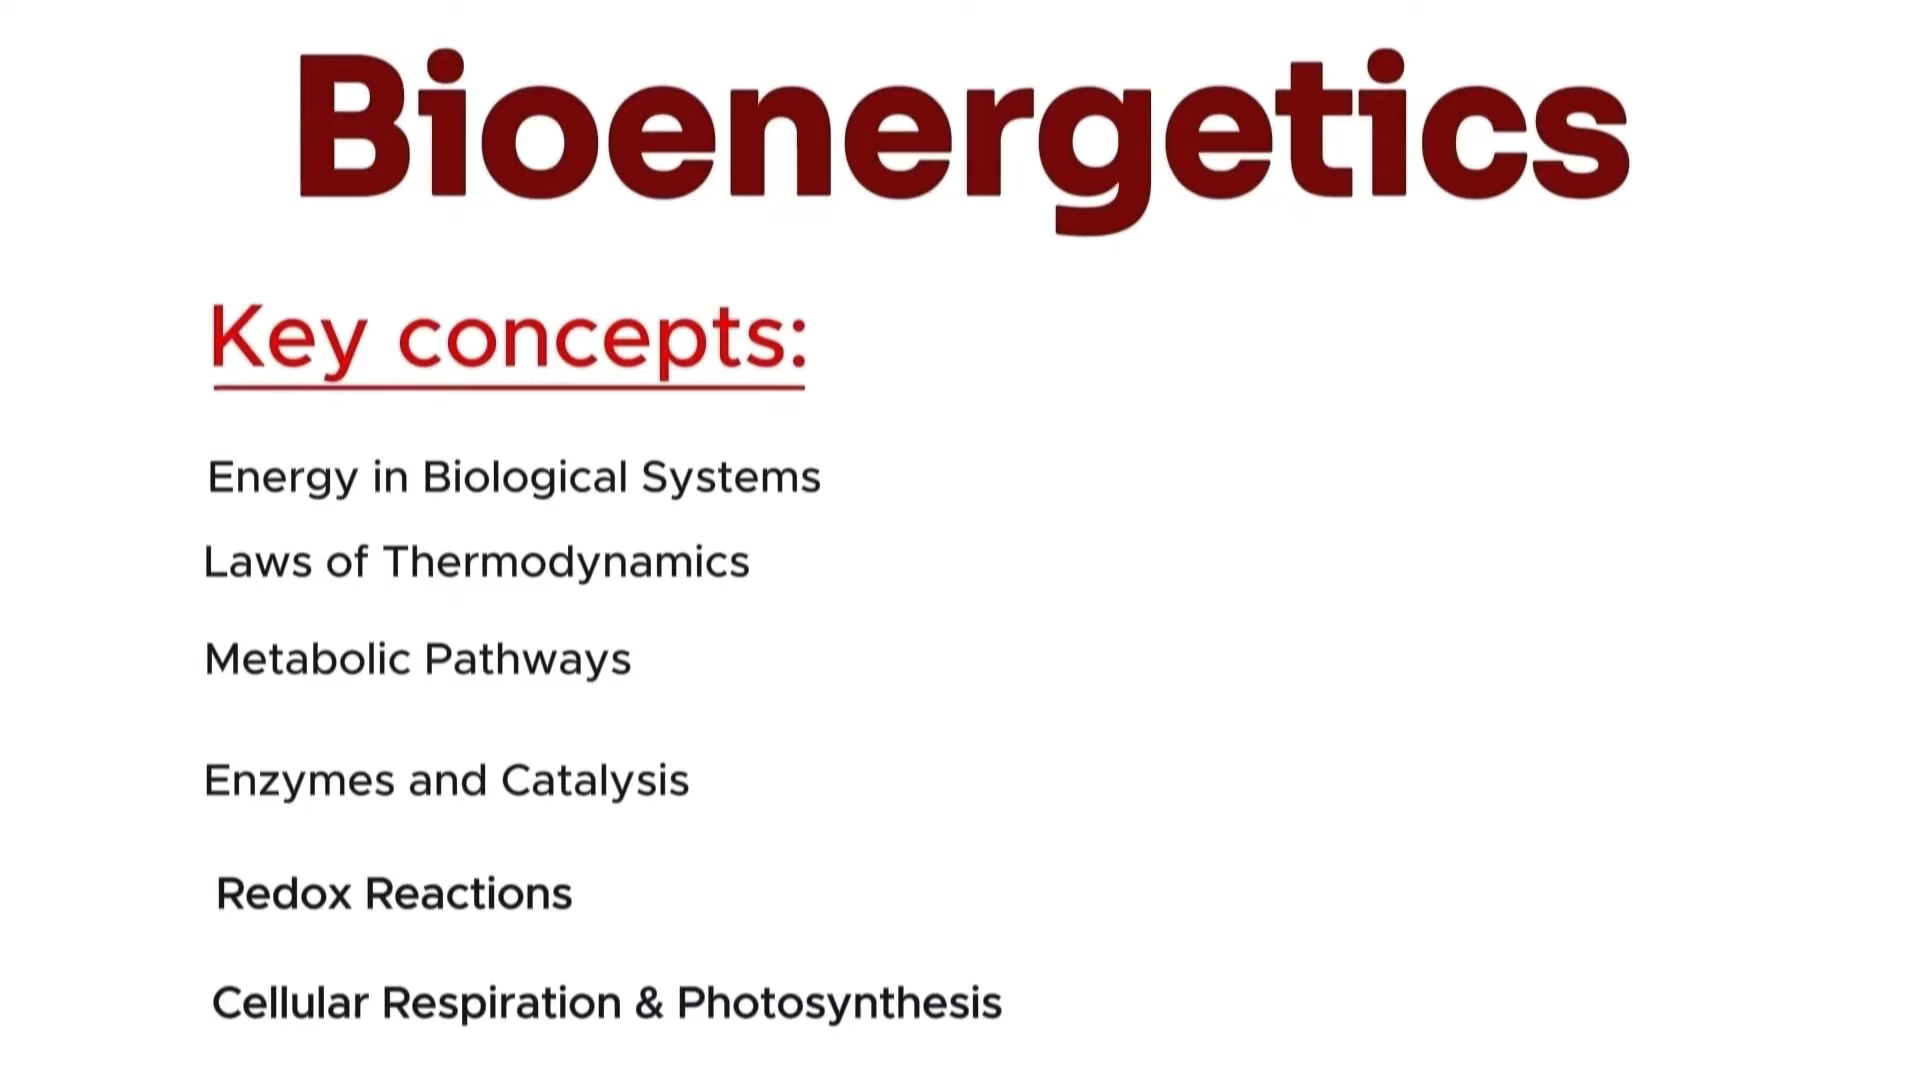 Bioenergetics
Key concepts:
Energy in Biological Systems
Laws of Thermodynamics
Metabolic Pathways
Enzymes and Catalysis
Redox Reactions
Cellular Respiration & Photosynthesis